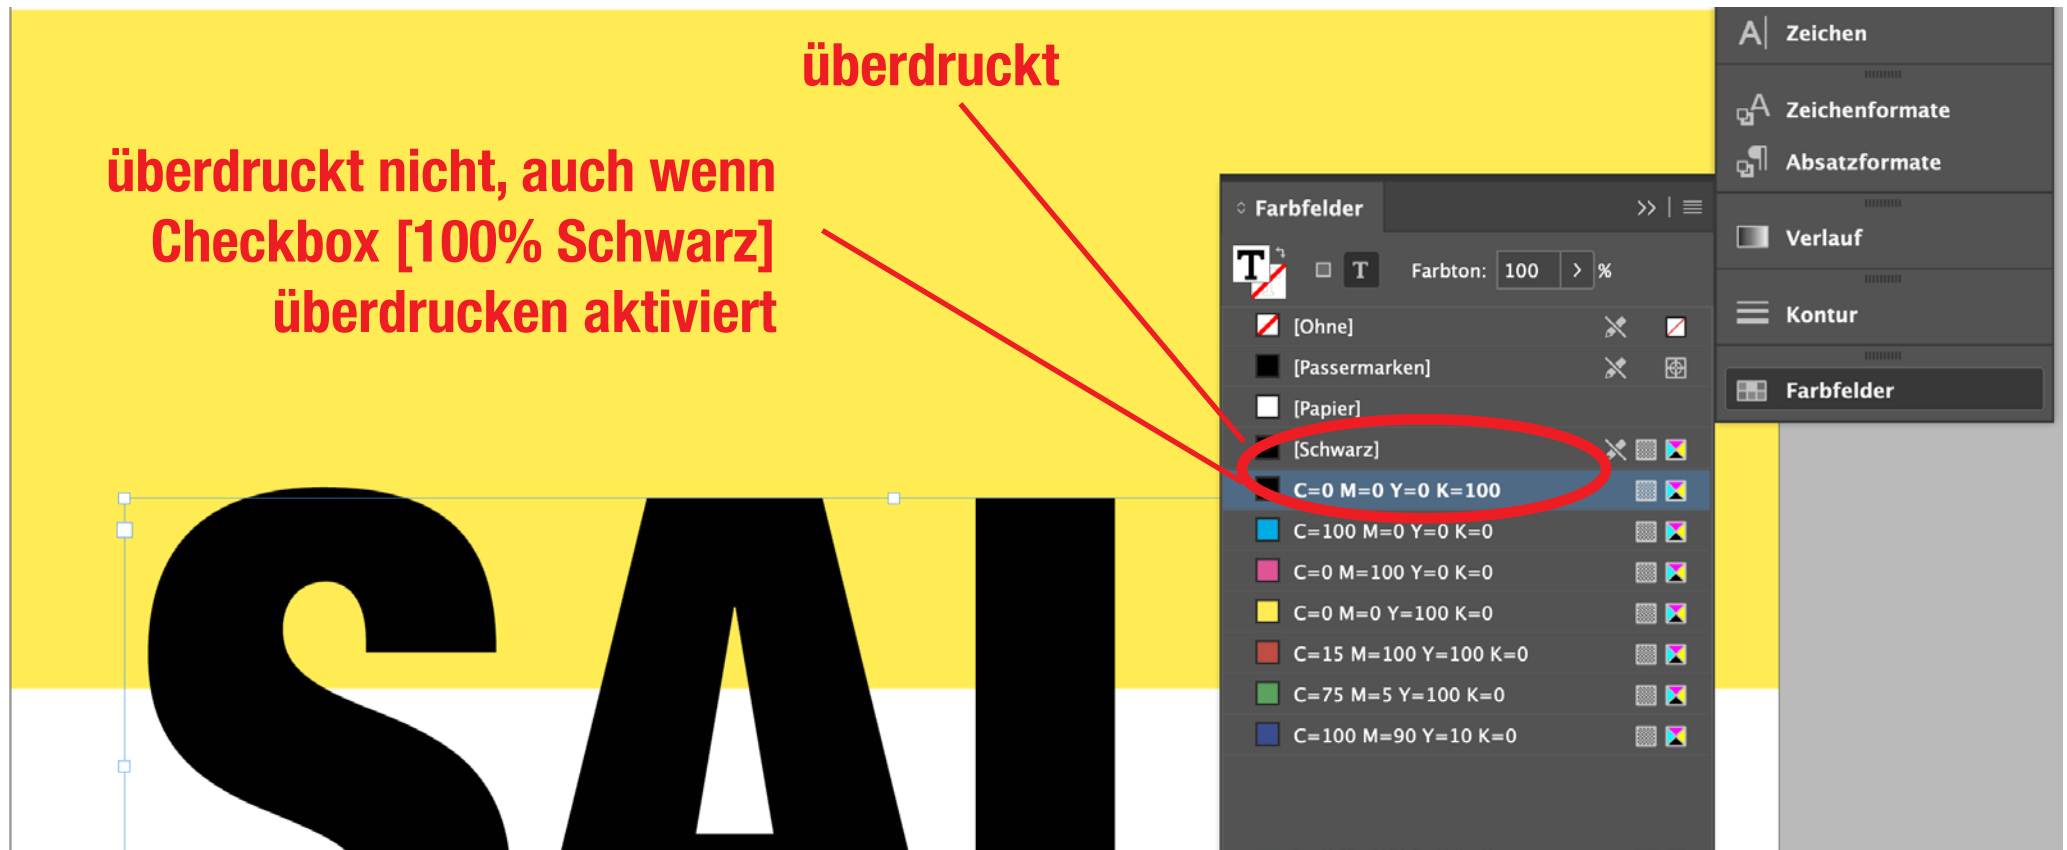 überdruckt
überdruckt nicht, auch wenn
Checkbox [100% Schwarz]
überdrucken aktiviert
SAL
Farbfelder
T
T
Farbton: 100 > %
[Ohne]
[Passermarken]
[Papier]
[Schwarz]
C=0 M=0 Y=0 K=100
C=100 M=0 Y=0 K=0
C=0 M=100 Y=0 K=0
C=0 M=0 Y=100 K=0
C=15 M=100 Y=100 K=0
C=75 M=5 Y=100 K=0
C=100 M=90 Y=10 K=0
Zeichen
Zeichenformate
Absatzformate
Verlauf
Kontur
Farbfelder